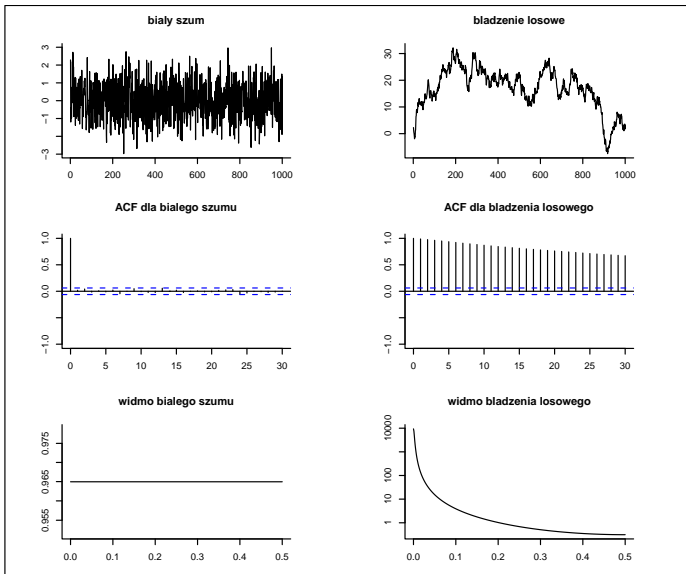 bialy szum
3
2
1
0
−1
−3
0 200 400 600 800 1000
bladzenie losowe
30
20
10
0
0 200 400 600 800 1000
ACF dla bialego szumu
1.0
0.5
0.0
−1.0
0 5 10 15 20 25 30
ACF dla bladzenia losowego
1.0
0.5
0.0
−1.0
0 5 10 15 20 25 30
widmo bialego szumu
0.975
0.965
0.955
0.0 0.1 0.2 0.3 0.4 0.5
widmo bladzenia losowego
10000
100
10
1
0.0 0.1 0.2 0.3 0.4 0.5